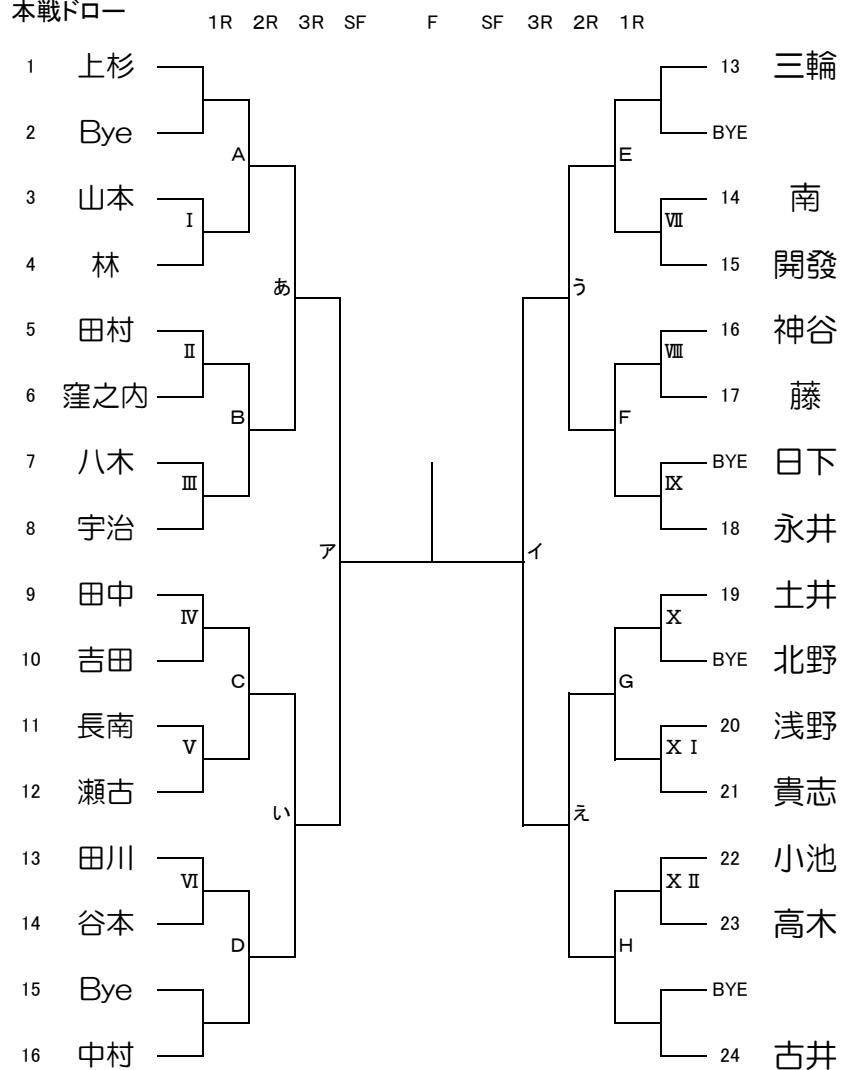 本戦ドロー
1R 2R 3R SF F SF 3R 2R 1R
1 上杉 13 三輪
2 Bye BYE
A E
3 山本 14 南
Ⅰ Ⅶ
4 林 15 開發
あ う
5 田村 16 神谷
Ⅱ Ⅷ
6 窪之内 17 藤
B F
7 八木 BYE 日下
Ⅲ Ⅸ
8 宇治 18 永井
ア イ
9 田中 19 土井
Ⅳ Ⅹ
10 吉田 BYE 北野
C G
11 長南 20 浅野
Ⅴ ⅩⅠ
12 瀬古 21 貴志
い え
13 田川 22 小池
Ⅵ ⅩⅡ
14 谷本 23 高木
D H
15 Bye BYE
16 中村 24 古井